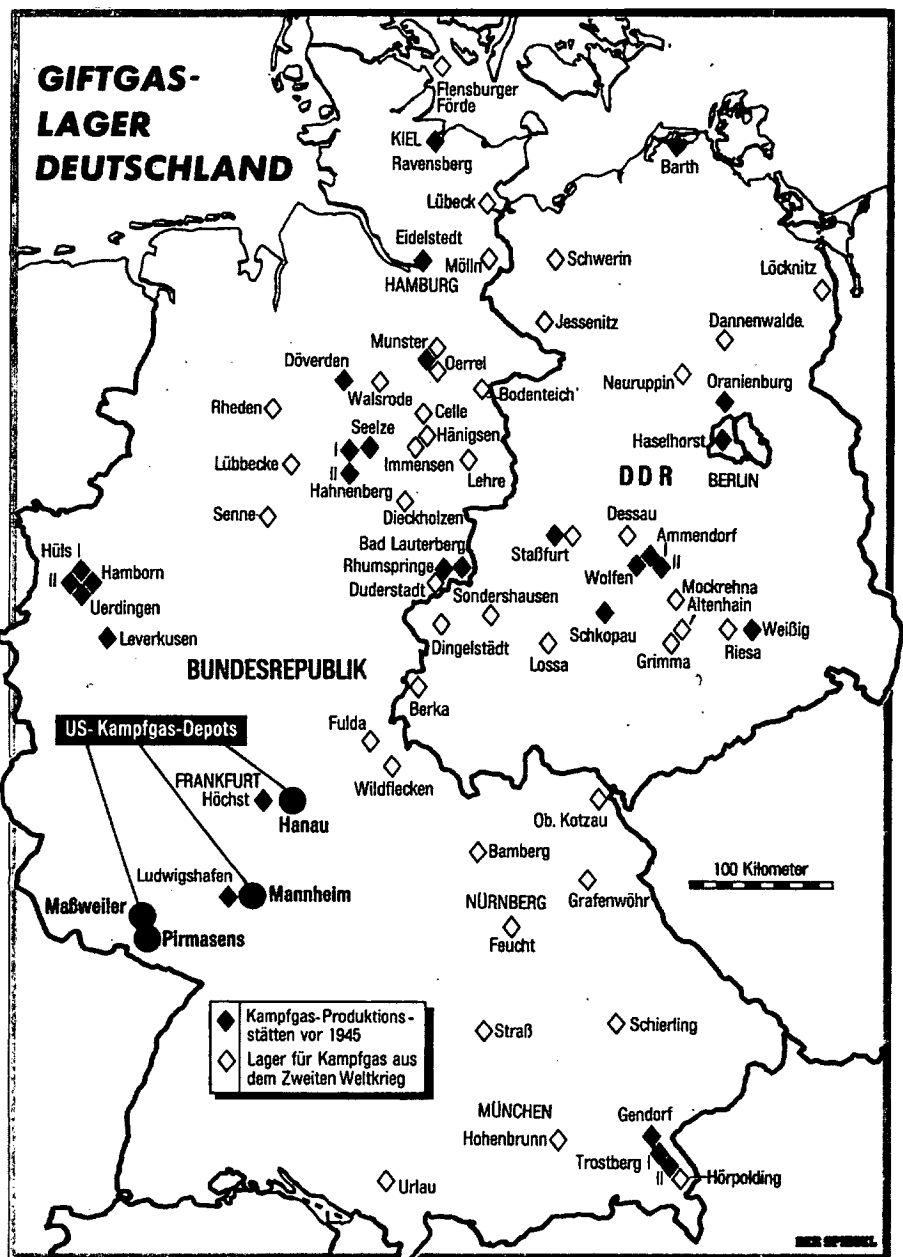 GIFTGAS-
LAGER
DEUTSCHLAND
Flensburger
Förde
KIEL
Ravensberg
Barth
Lübeck
Eidelstedt
HAMBURG
Mölln
Schwerin
Löcknitz
Jessenitz
Dannenwalde
Munster
Oerrel
Döverden
Walsrode
Bodenteich
Neuruppin
Oranienburg
Rheden
Celle
Seelze
Hänigsen
Haselhorst
I
Immensen
Lübbecke
II
Hahnenberg
Lehre
DDR
BERLIN
Senne
Dieckholzen
Dessau
Ammendorf
Hüls I
Bad Lauterberg
Staßfurt
I
II
Hamborn
Rhumspringe
Wolfen
II
Uerdingen
Duderstadt
Sondershausen
Mockrehna
Altenhain
Leverkusen
Dingelstädt
Lossa
Schkopau
Grimma
Riesa
Weißig
BUNDESREPUBLIK
Berka
US-Kampfgas-Depots
Fulda
Wildflecken
FRANKFURT
Höchst
Hanau
Ob. Kotzau
Bamberg
100 Kilometer
Ludwigshafen
Mannheim
Grafenwöhr
Maßweiler
Pirmasens
NÜRNBERG
Feucht
Kampfgas-Produktions-
stätten vor 1945
Lager für Kampfgas aus
dem Zweiten Weltkrieg
Straß
Schierling
MÜNCHEN
Hohenbrunn
Gendorf
Trostberg I
II
Hörpolding
Urlau
DER SPIEGEL